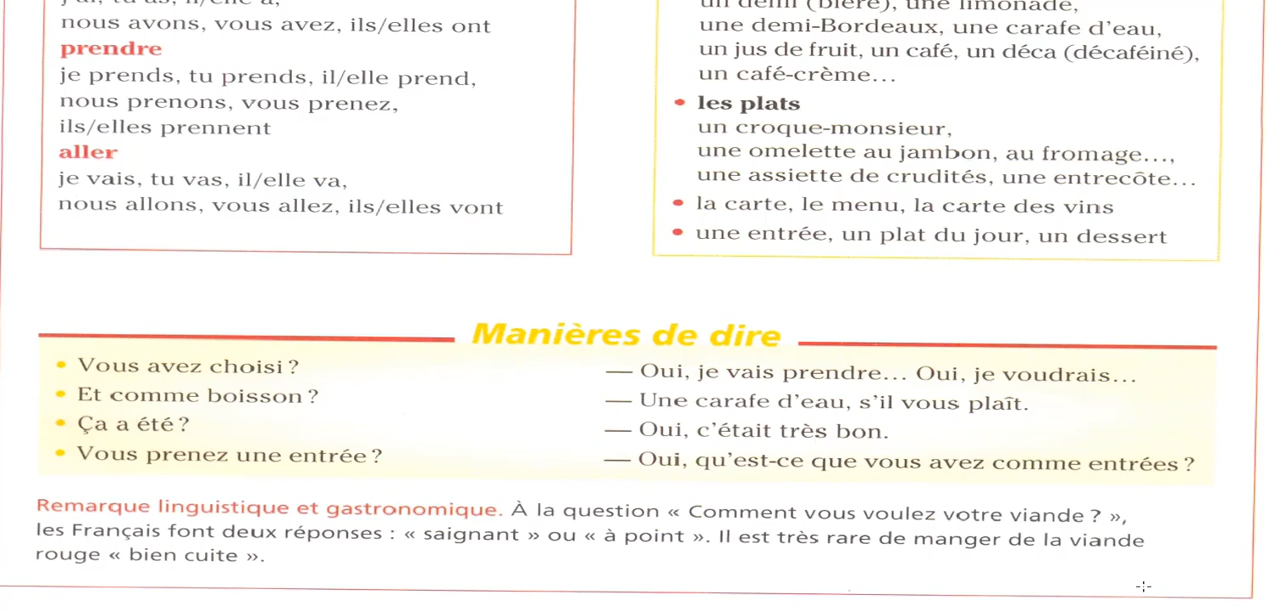 nous avons, vous avez, ils/elles ont
prendre
je prends, tu prends, il/elle prend,
nous prenons, vous prenez,
ils/elles prennent
aller
je vais, tu vas, il/elle va,
nous allons, vous allez, ils/elles vont
un demi (bière), une limonade,
une demi-Bordeaux, une carafe d'eau,
un jus de fruit, un café, un déca (décaféiné),
un café-crème…
• les plats
un croque-monsieur,
une omelette au jambon, au fromage…,
une assiette de crudités, une entrecôte…
• la carte, le menu, la carte des vins
• une entrée, un plat du jour, un dessert
Manières de dire
• Vous avez choisi ?
— Oui, je vais prendre… Oui, je voudrais…
• Et comme boisson ?
— Une carafe d'eau, s'il vous plaît.
• Ça a été ?
— Oui, c'était très bon.
• Vous prenez une entrée ?
— Oui, qu'est-ce que vous avez comme entrées ?
Remarque linguistique et gastronomique. À la question « Comment vous voulez votre viande ? »,
les Français font deux réponses : « saignant » ou « à point ». Il est très rare de manger de la viande
rouge « bien cuite ».